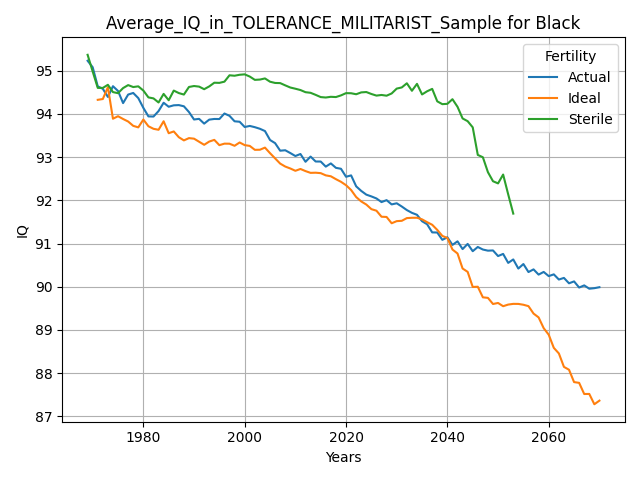 Average_IQ_in_TOLERANCE_MILITARIST_Sample for Black
Fertility
Actual
Ideal
Sterile
IQ
95
94
93
92
91
90
89
88
87
1980
2000
2020
2040
2060
Years